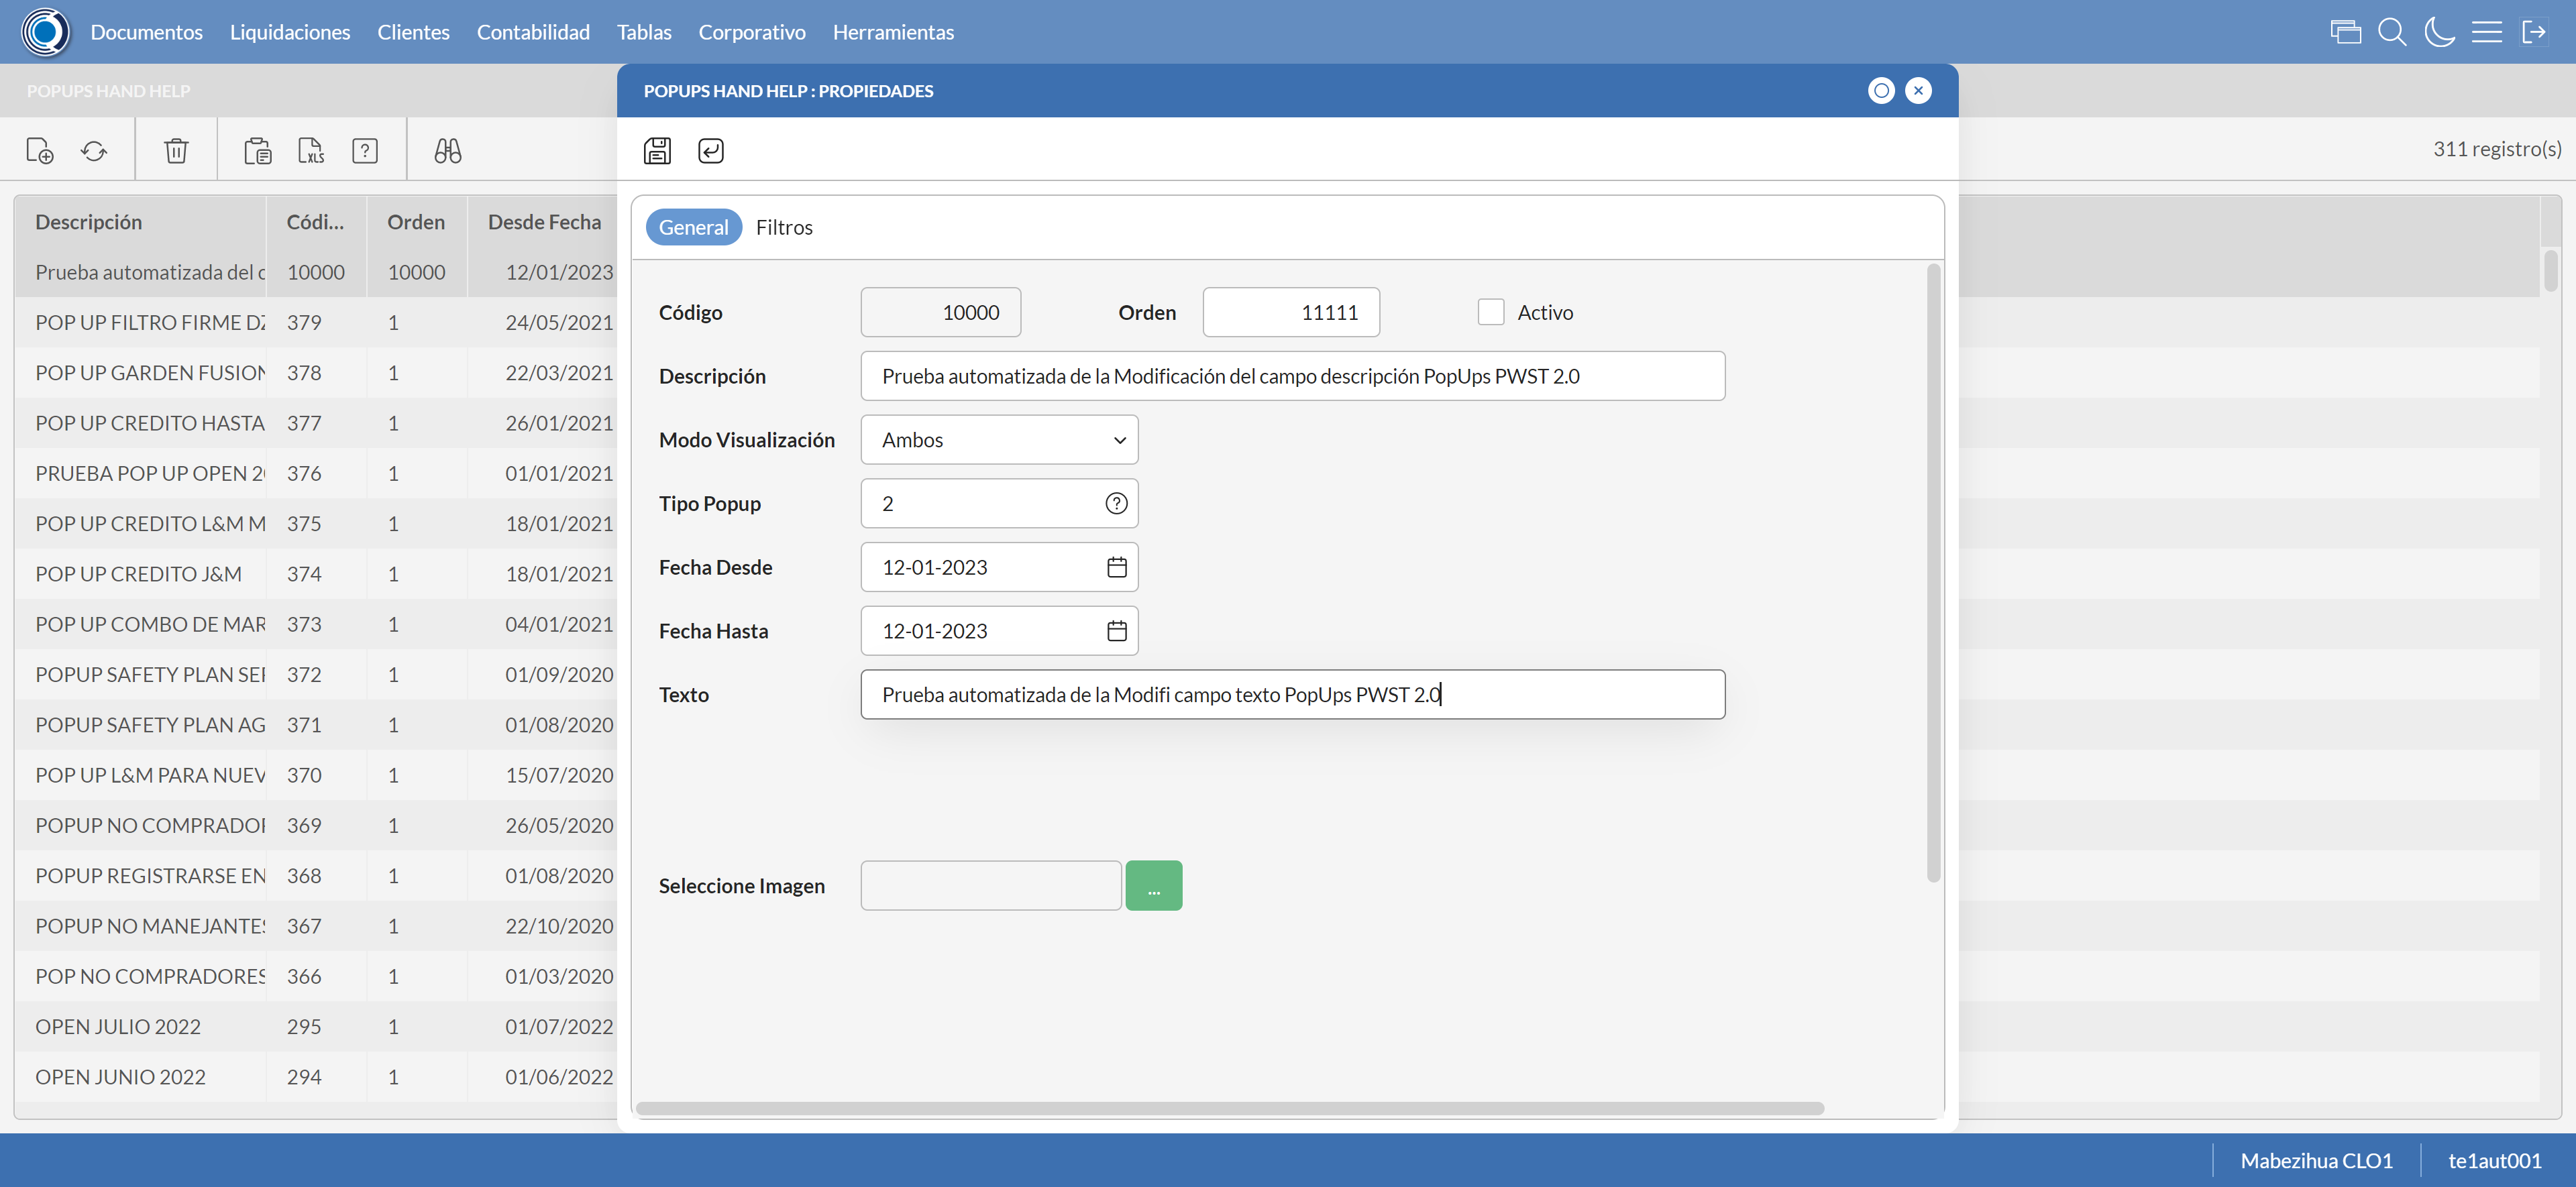 Documentos Liquidaciones Clientes Contabilidad Tablas Corporativo Herramientas
POPUPS HAND HELP
POPUPS HAND HELP : PROPIEDADES
XLS
311 registro(s)
Descripción Códi... Orden Desde Fecha
Prueba automatizada del c 10000 10000 12/01/2023
POP UP FILTRO FIRME DZ 379 1 24/05/2021
POP UP GARDEN FUSION 378 1 22/03/2021
POP UP CREDITO HASTA 377 1 26/01/2021
PRUEBA POP UP OPEN 20 376 1 01/01/2021
POP UP CREDITO L&M M 375 1 18/01/2021
POP UP CREDITO J&M 374 1 18/01/2021
POP UP COMBO DE MAR 373 1 04/01/2021
POPUP SAFETY PLAN SER 372 1 01/09/2020
POPUP SAFETY PLAN AG 371 1 01/08/2020
POP UP L&M PARA NUEV 370 1 15/07/2020
POPUP NO COMPRADOR 369 1 26/05/2020
POPUP REGISTRARSE EN 368 1 01/08/2020
POPUP NO MANEJANTES 367 1 22/10/2020
POP NO COMPRADORES 366 1 01/03/2020
OPEN JULIO 2022 295 1 01/07/2022
OPEN JUNIO 2022 294 1 01/06/2022
General Filtros
Código 10000 Orden 11111 Activo
Descripción Prueba automatizada de la Modificación del campo descripción PopUps PWST 2.0
Modo Visualización Ambos
Tipo Popup 2
Fecha Desde 12-01-2023
Fecha Hasta 12-01-2023
Texto Prueba automatizada de la Modifi campo texto PopUps PWST 2.0
Seleccione Imagen ...
Mabezihua CLO1 te1aut001